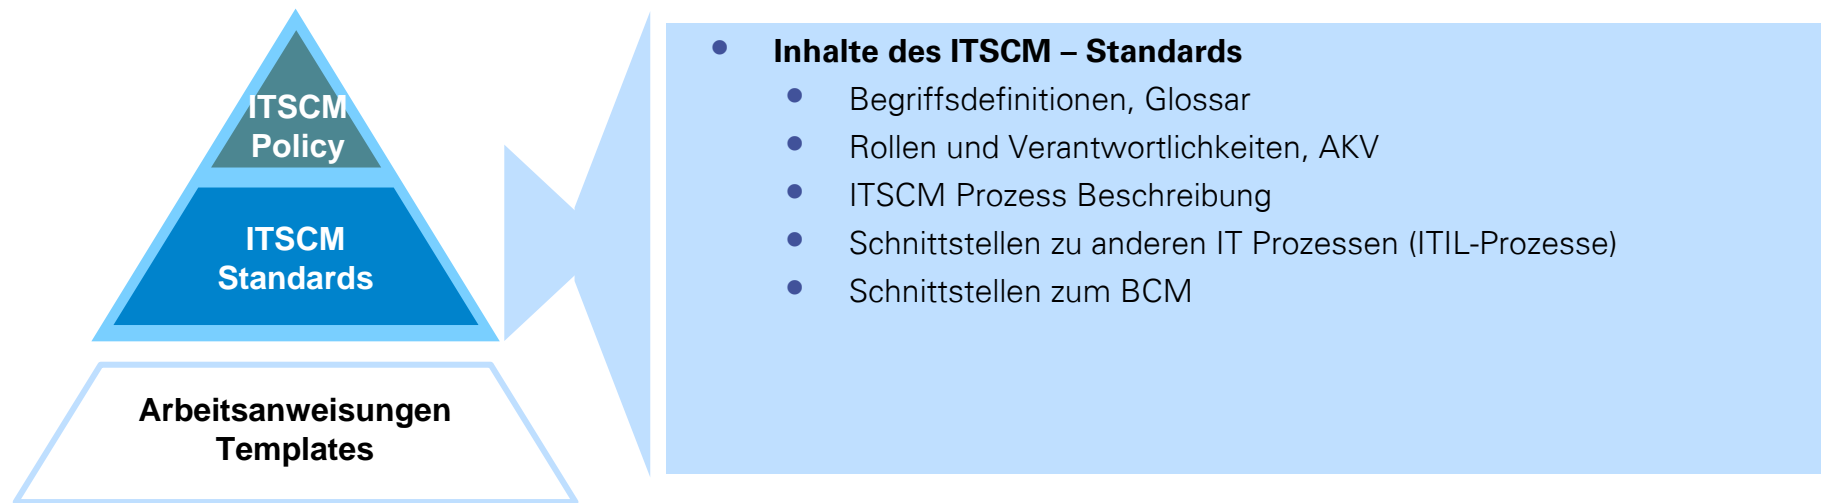 ITSCM
Policy
ITSCM
Standards
Arbeitsanweisungen
Templates
Inhalte des ITSCM – Standards
Begriffsdefinitionen, Glossar
Rollen und Verantwortlichkeiten, AKV
ITSCM Prozess Beschreibung
Schnittstellen zu anderen IT Prozessen (ITIL-Prozesse)
Schnittstellen zum BCM